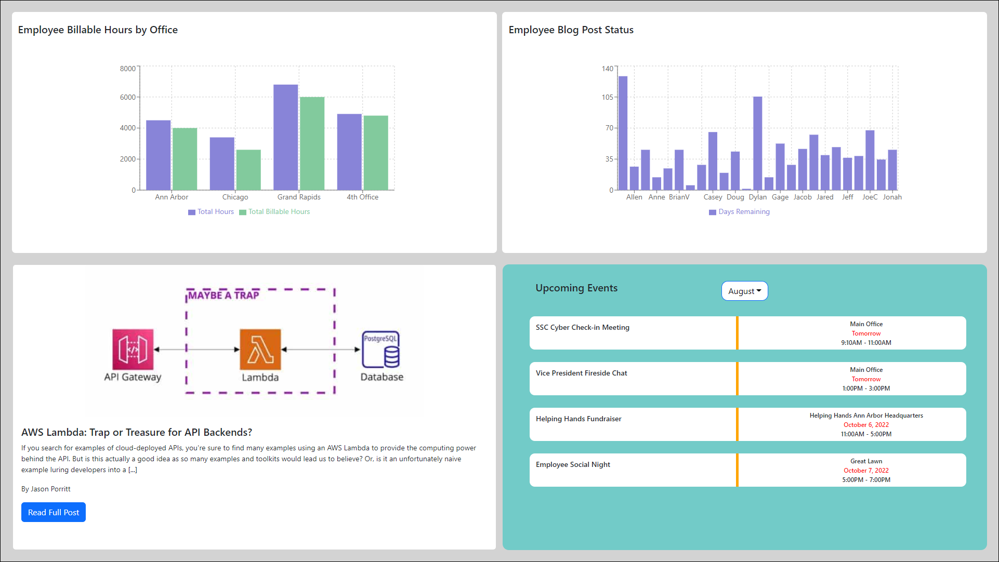 Employee Billable Hours by Office
8000
6000
4000
2000
0
Ann Arbor Chicago Grand Rapids 4th Office
Total Hours Total Billable Hours
Employee Blog Post Status
140
105
70
35
0
Allen Anne BrianV Casey Doug Dylan Gage Jacob Jared Jeff JoeC Jonah
Days Remaining
MAYBE A TRAP
</>
PostgreSQL
API Gateway Lambda Database
AWS Lambda: Trap or Treasure for API Backends?
If you search for examples of cloud-deployed APIs, you're sure to find many examples using an AWS Lambda to provide the computing power
behind the API. But is this actually a good idea as so many examples and toolkits would lead us to believe? Or, is it an unfortunately naive
example luring developers into a [...]
By Jason Porritt
Read Full Post
Upcoming Events
August
SSC Cyber Check-in Meeting
Main Office
Tomorrow
9:10AM - 11:00AM
Vice President Fireside Chat
Main Office
Tomorrow
1:00PM - 3:00PM
Helping Hands Fundraiser
Helping Hands Ann Arbor Headquarters
October 6, 2022
11:00AM - 5:00PM
Employee Social Night
Great Lawn
October 7, 2022
5:00PM - 7:00PM